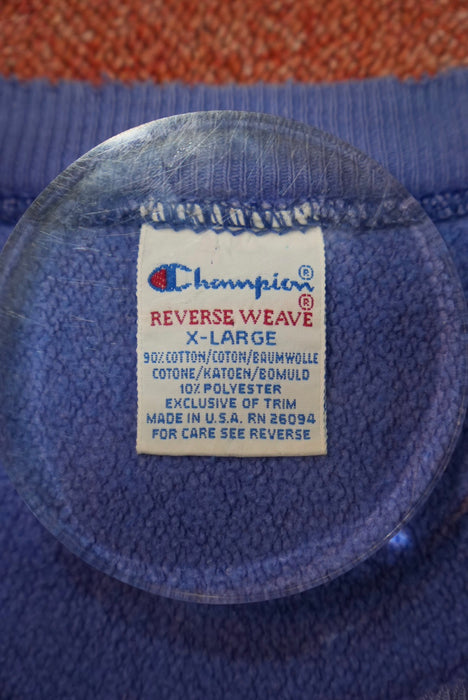 Champion®
REVERSE WEAVE®
X-LARGE
90% COTTON/COTON/BAUMWOLLE
COTONE/KATOEN/BOMULD
10% POLYESTER
EXCLUSIVE OF TRIM
MADE IN U.S.A. RN 26094
FOR CARE SEE REVERSE